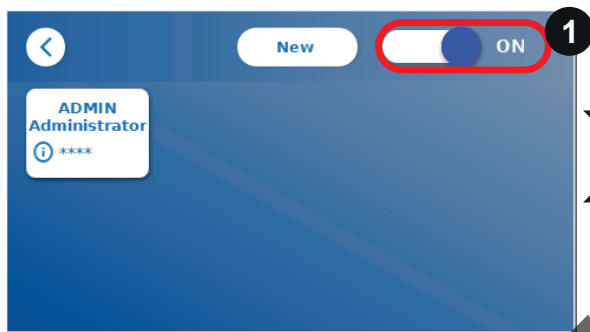 New
ON
1
ADMIN
Administrator
i ****